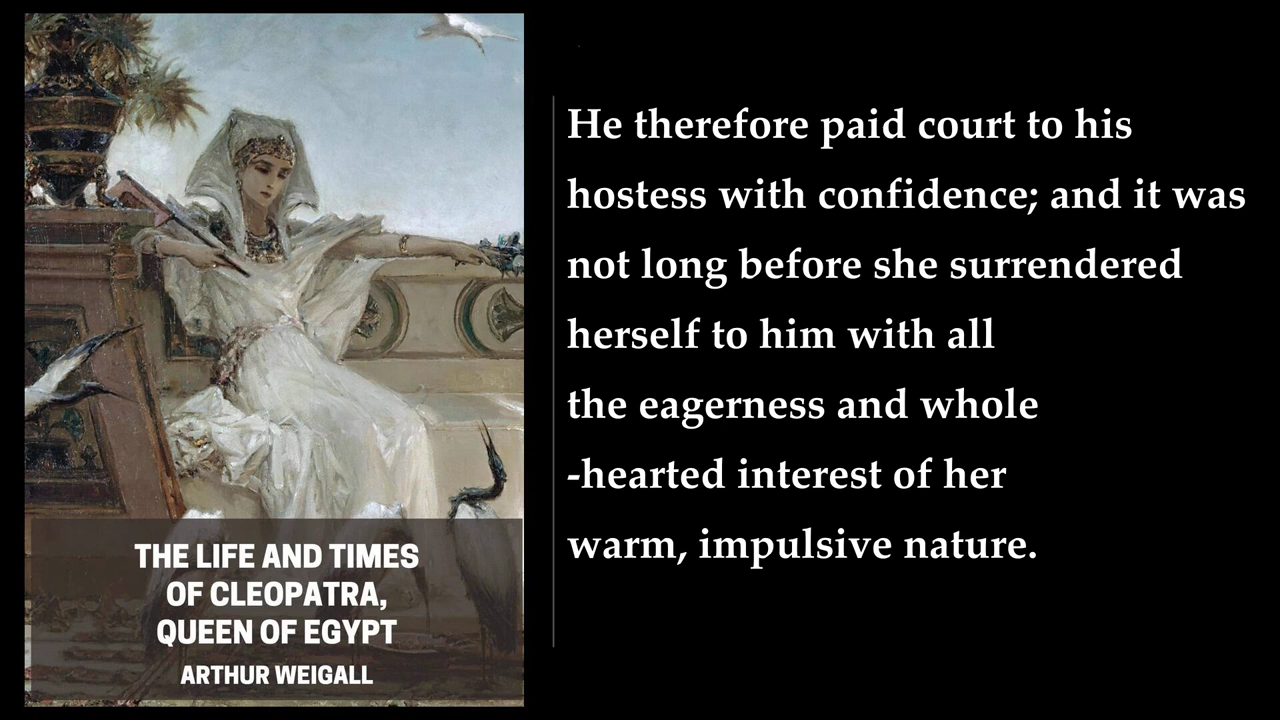 THE LIFE AND TIMES
OF CLEOPATRA,
QUEEN OF EGYPT
ARTHUR WEIGALL
He therefore paid court to his
hostess with confidence; and it was
not long before she surrendered
herself to him with all
the eagerness and whole
-hearted interest of her
warm, impulsive nature.